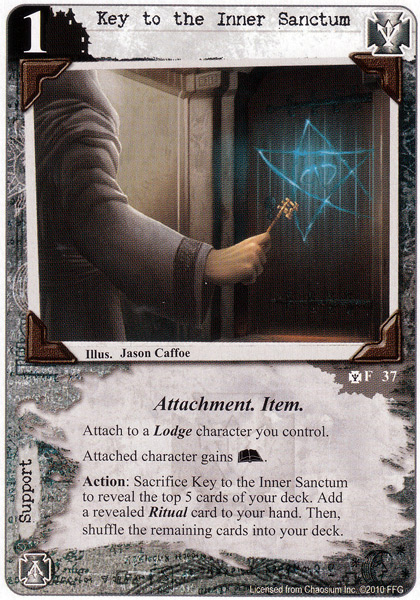 1
Key to the Inner Sanctum
Illus. Jason Caffoe
F 37
Attachment. Item.
Attach to a Lodge character you control.
Attached character gains .
Action: Sacrifice Key to the Inner Sanctum
to reveal the top 5 cards of your deck. Add
a revealed Ritual card to your hand. Then,
shuffle the remaining cards into your deck.
Support
Licensed from Chaosium Inc. ©2010 FFG